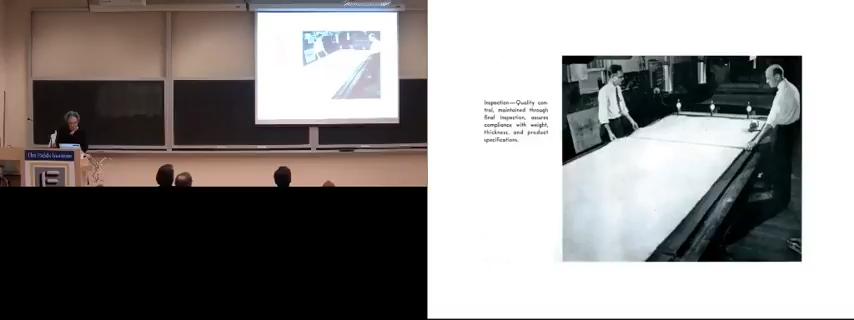 Inspection—Quality con-
trol, maintained through
final inspection, assures
compliance with weight,
thickness, and product
specifications.